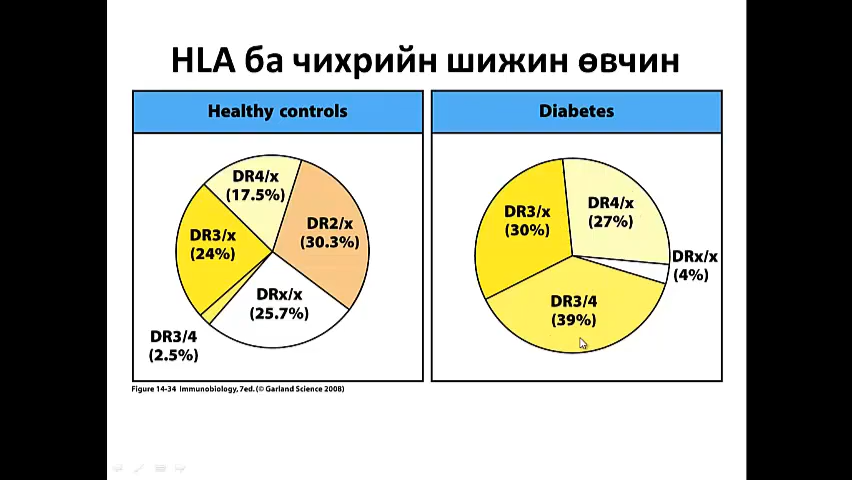 HLA ба чихрийн шижин өвчин
Healthy controls
DR4/x
(17.5%)
DR2/x
(30.3%)
DR3/x
(24%)
DRx/x
(25.7%)
DR3/4
(2.5%)
Diabetes
DR4/x
(27%)
DR3/x
(30%)
DRx/x
(4%)
DR3/4
(39%)
Figure 14-34 Immunobiology, 7ed. (© Garland Science 2008)